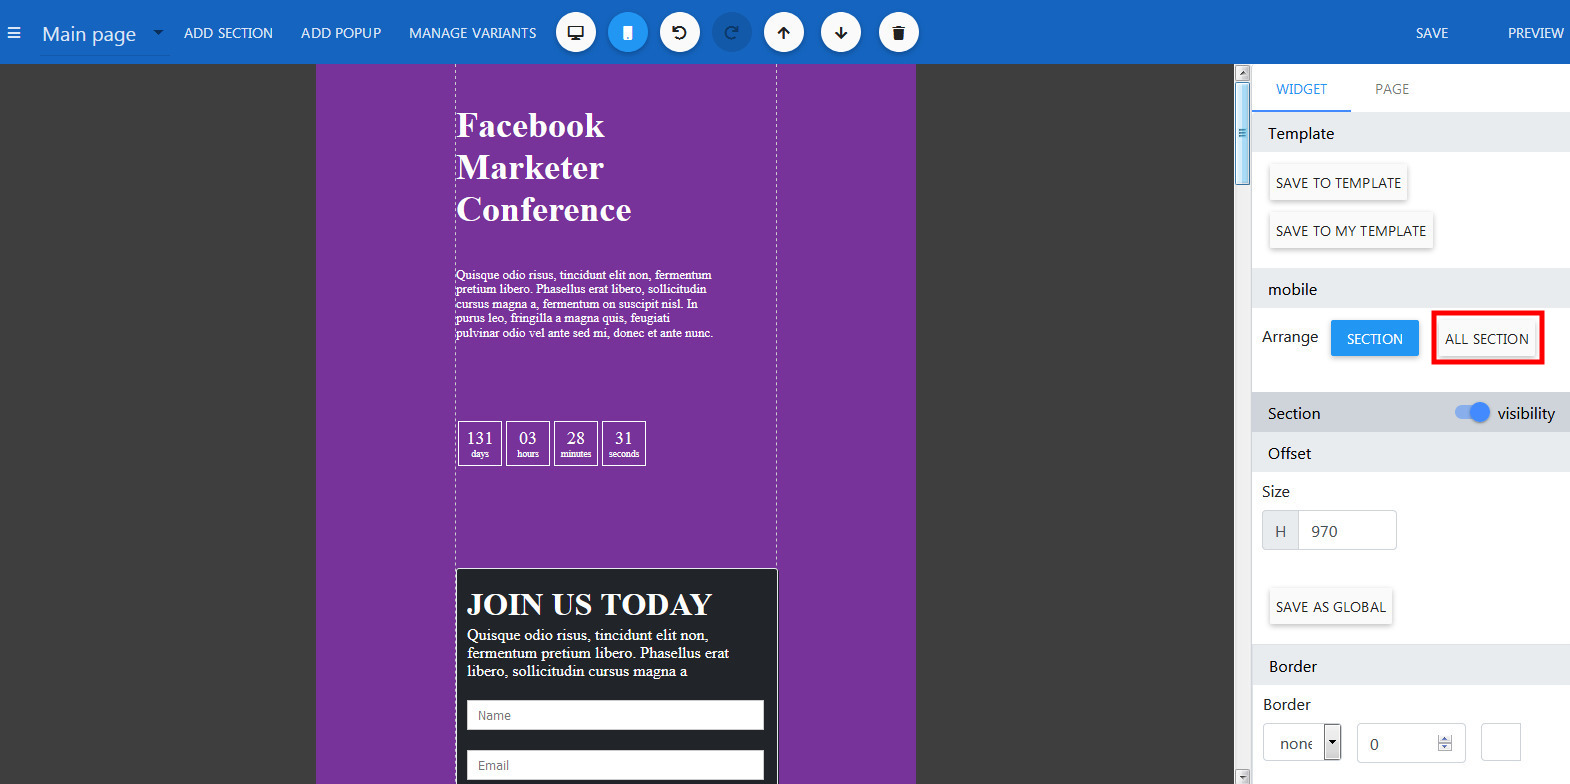 Main page
ADD SECTION
ADD POPUP
MANAGE VARIANTS
SAVE
PREVIEW
Facebook
Marketer
Conference
Quisque odio risus, tincidunt elit non, fermentum
pretium libero. Phasellus erat libero, sollicitudin
cursus magna a, fermentum on suscipit nisl. In
purus leo, fringilla a magna quis, feugiati
pulvinar odio vel ante sed mi, donec et ante nunc.
131 03 28 31
days hours minutes seconds
JOIN US TODAY
Quisque odio risus, tincidunt elit non,
fermentum pretium libero. Phasellus erat
libero, sollicitudin cursus magna a
Name
Email
WIDGET PAGE
Template
SAVE TO TEMPLATE
SAVE TO MY TEMPLATE
mobile
Arrange SECTION ALL SECTION
Section visibility
Offset
Size
H 970
SAVE AS GLOBAL
Border
Border
none 0